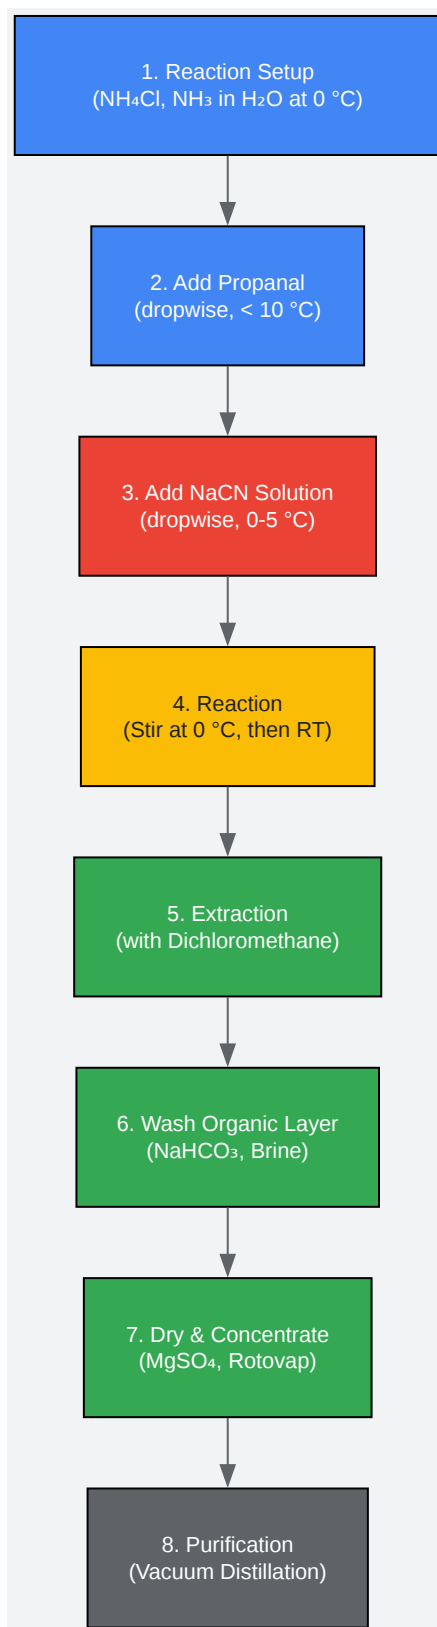 1. Reaction Setup
(NH₄Cl, NH₃ in H₂O at 0 °C)
2. Add Propanal
(dropwise, < 10 °C)
3. Add NaCN Solution
(dropwise, 0-5 °C)
4. Reaction
(Stir at 0 °C, then RT)
5. Extraction
(with Dichloromethane)
6. Wash Organic Layer
(NaHCO₃, Brine)
7. Dry & Concentrate
(MgSO₄, Rotovap)
8. Purification
(Vacuum Distillation)